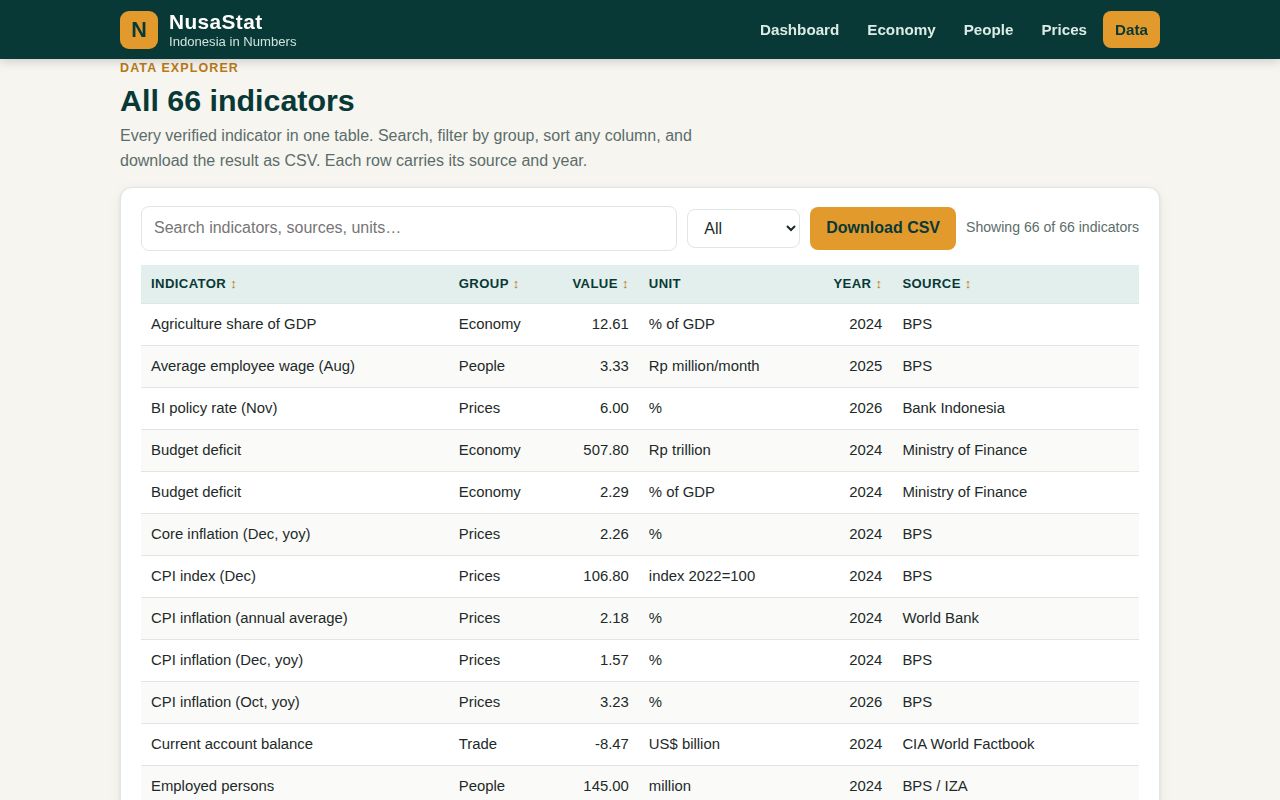 N
NusaStat
Indonesia in Numbers
Dashboard Economy People Prices Data
DATA EXPLORER
All 66 indicators
Every verified indicator in one table. Search, filter by group, sort any column, and
download the result as CSV. Each row carries its source and year.
Search indicators, sources, units… All Download CSV Showing 66 of 66 indicators
INDICATOR ↕ GROUP ↕ VALUE ↕ UNIT YEAR ↕ SOURCE ↕
Agriculture share of GDP Economy 12.61 % of GDP 2024 BPS
Average employee wage (Aug) People 3.33 Rp million/month 2025 BPS
BI policy rate (Nov) Prices 6.00 % 2026 Bank Indonesia
Budget deficit Economy 507.80 Rp trillion 2024 Ministry of Finance
Budget deficit Economy 2.29 % of GDP 2024 Ministry of Finance
Core inflation (Dec, yoy) Prices 2.26 % 2024 BPS
CPI index (Dec) Prices 106.80 index 2022=100 2024 BPS
CPI inflation (annual average) Prices 2.18 % 2024 World Bank
CPI inflation (Dec, yoy) Prices 1.57 % 2024 BPS
CPI inflation (Oct, yoy) Prices 3.23 % 2026 BPS
Current account balance Trade -8.47 US$ billion 2024 CIA World Factbook
Employed persons People 145.00 million 2024 BPS / IZA